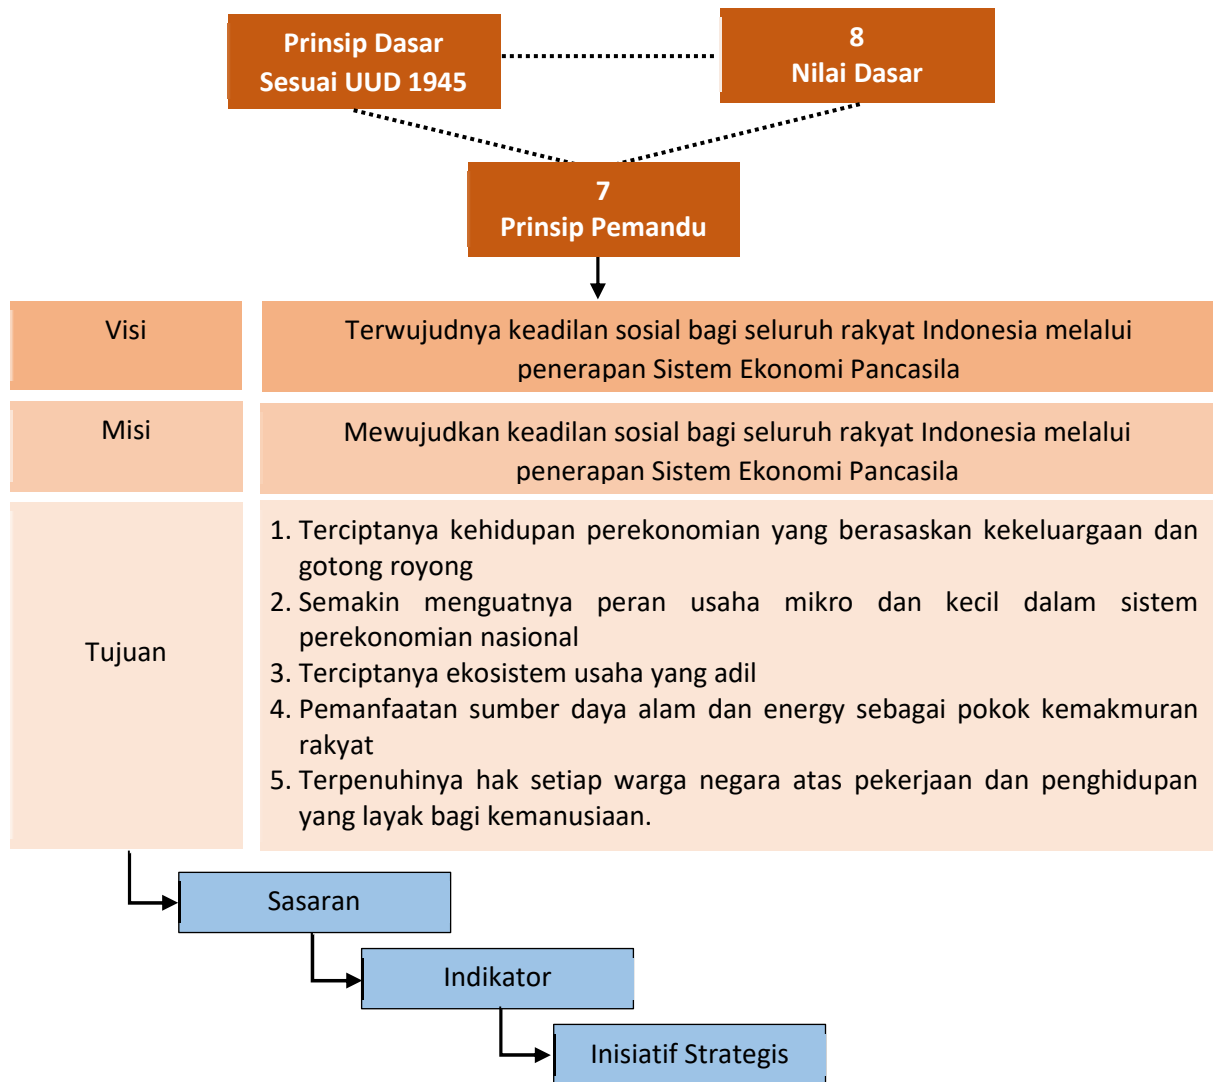 Prinsip Dasar
Sesuai UUD 1945
8
Nilai Dasar
7
Prinsip Pemandu
Visi
Terwujudnya keadilan sosial bagi seluruh rakyat Indonesia melalui
penerapan Sistem Ekonomi Pancasila
Misi
Mewujudkan keadilan sosial bagi seluruh rakyat Indonesia melalui
penerapan Sistem Ekonomi Pancasila
Tujuan
1. Terciptanya kehidupan perekonomian yang berasaskan kekeluargaan dan
gotong royong
2. Semakin menguatnya peran usaha mikro dan kecil dalam sistem
perekonomian nasional
3. Terciptanya ekosistem usaha yang adil
4. Pemanfaatan sumber daya alam dan energy sebagai pokok kemakmuran
rakyat
5. Terpenuhinya hak setiap warga negara atas pekerjaan dan penghidupan
yang layak bagi kemanusiaan.
Sasaran
Indikator
Inisiatif Strategis